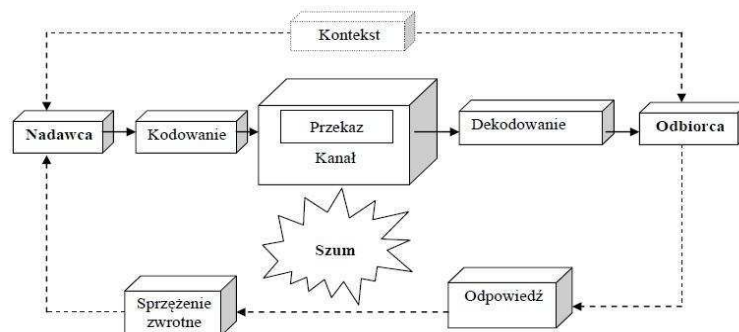 Kontekst
Nadawca
Kodowanie
Przekaz
Kanał
Dekodowanie
Odbiorca
Szum
Sprzężenie
zwrotne
Odpowiedź